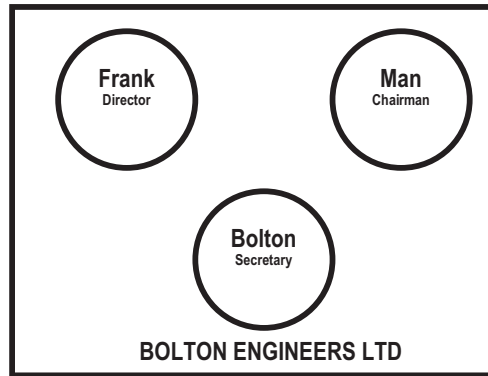 Frank
Director
Man
Chairman
Bolton
Secretary
BOLTON ENGINEERS LTD